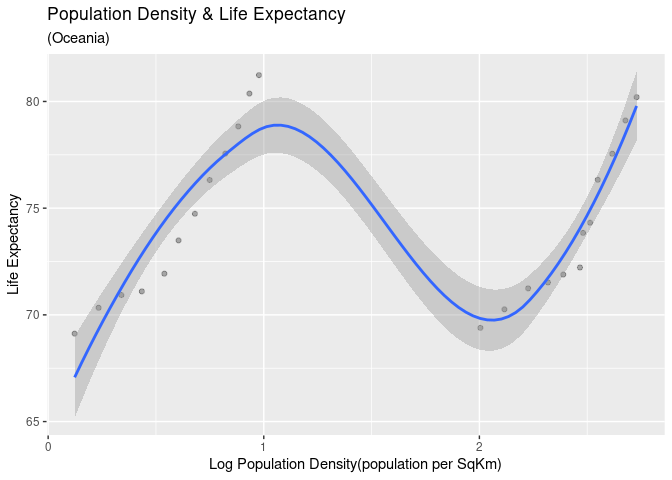 Population Density & Life Expectancy
(Oceania)
80
75
70
65
Life Expectancy
0 1 2
Log Population Density(population per SqKm)